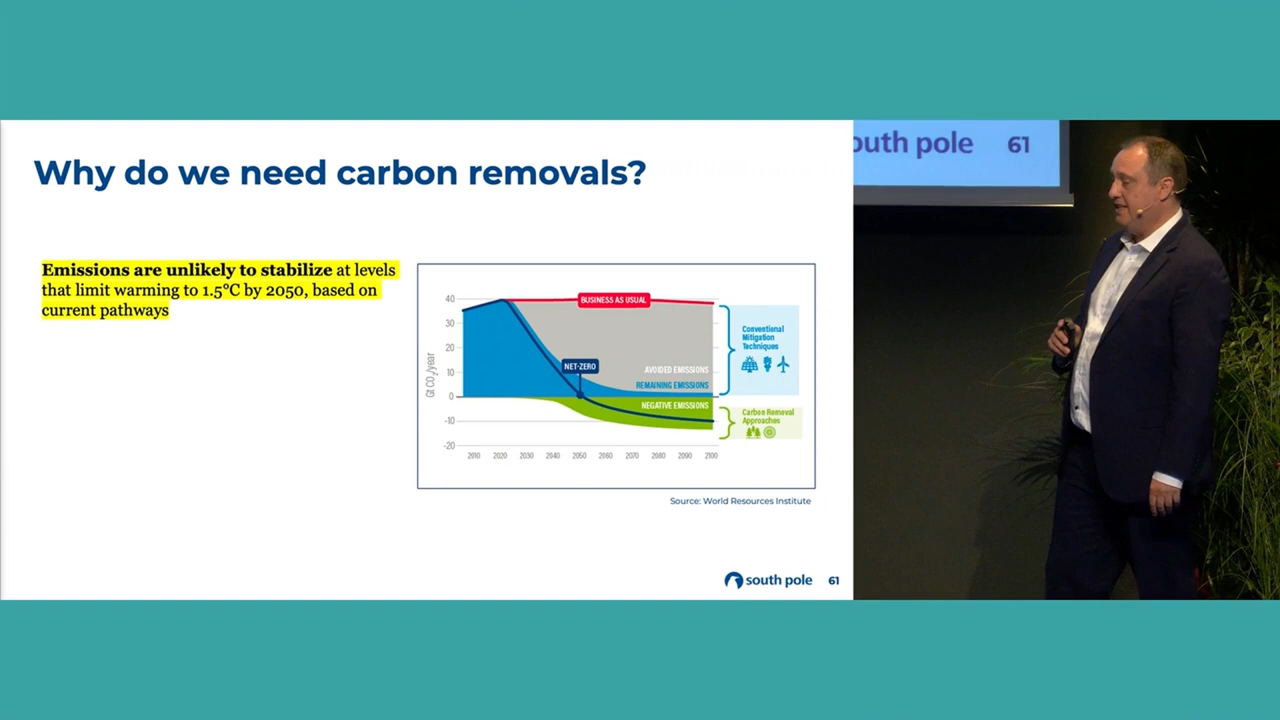 Why do we need carbon removals?
Emissions are unlikely to stabilize at levels
that limit warming to 1.5°C by 2050, based on
current pathways
Gt CO2/year
40
30
20
10
0
-10
-20
BUSINESS AS USUAL
NET-ZERO
AVOIDED EMISSIONS
REMAINING EMISSIONS
NEGATIVE EMISSIONS
Conventional
Mitigation
Techniques
Carbon Removal
Approaches
2010 2020 2030 2040 2050 2060 2070 2080 2090 2100
Source: World Resources Institute
south pole 61
outh pole 61